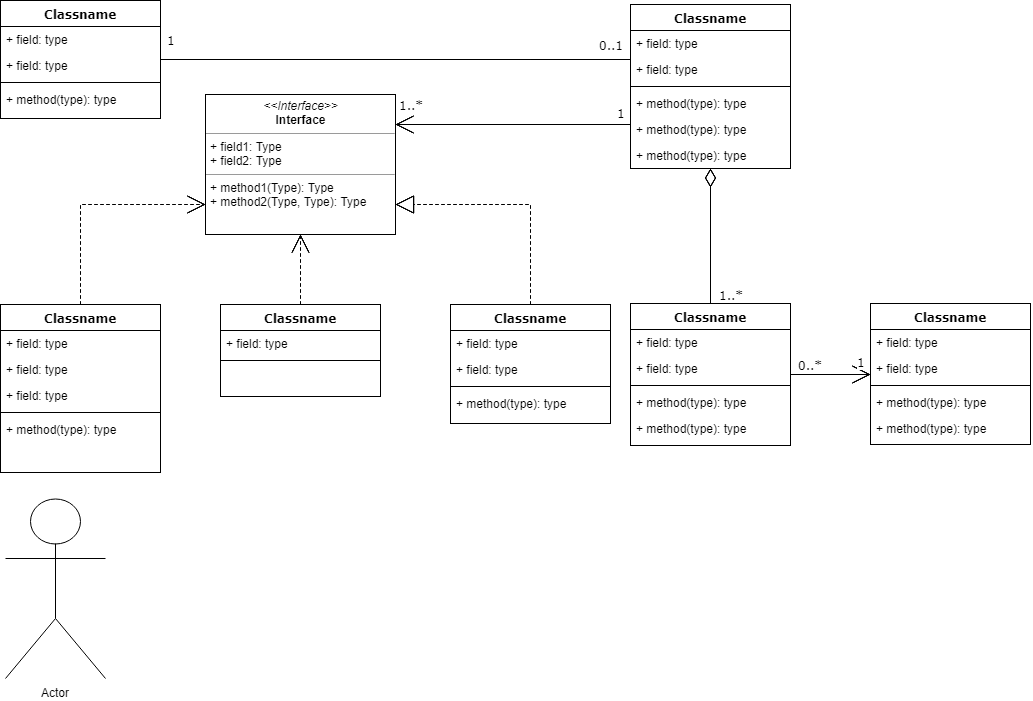 Classname
+ field: type
+ field: type
+ method(type): type
1
0..1
Classname
+ field: type
+ field: type
+ method(type): type
+ method(type): type
+ method(type): type
<<Interface>>
Interface
+ field1: Type
+ field2: Type
+ method1(Type): Type
+ method2(Type, Type): Type
1..*
1
Classname
+ field: type
+ field: type
+ field: type
+ method(type): type
Classname
+ field: type
Classname
+ field: type
+ field: type
+ method(type): type
1..*
Classname
+ field: type
+ field: type
+ method(type): type
+ method(type): type
0..*
1
Classname
+ field: type
+ field: type
+ method(type): type
+ method(type): type
Actor